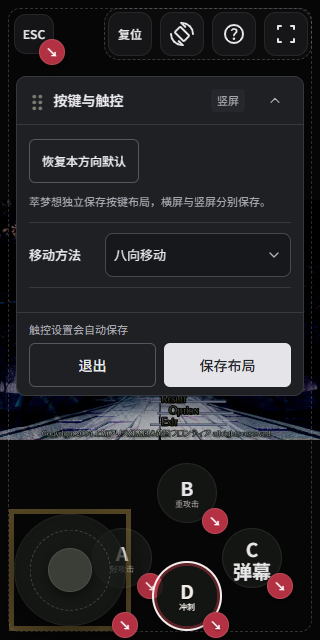 ESC
复位
按键与触控
竖屏
恢复本方向默认
萃梦想独立保存按键布局，横屏与竖屏分别保存。
移动方法
八向移动
触控设置会自动保存
退出
保存布局
Option
Exit
B
重攻击
A
轻攻击
C
弹幕
D
冲刺